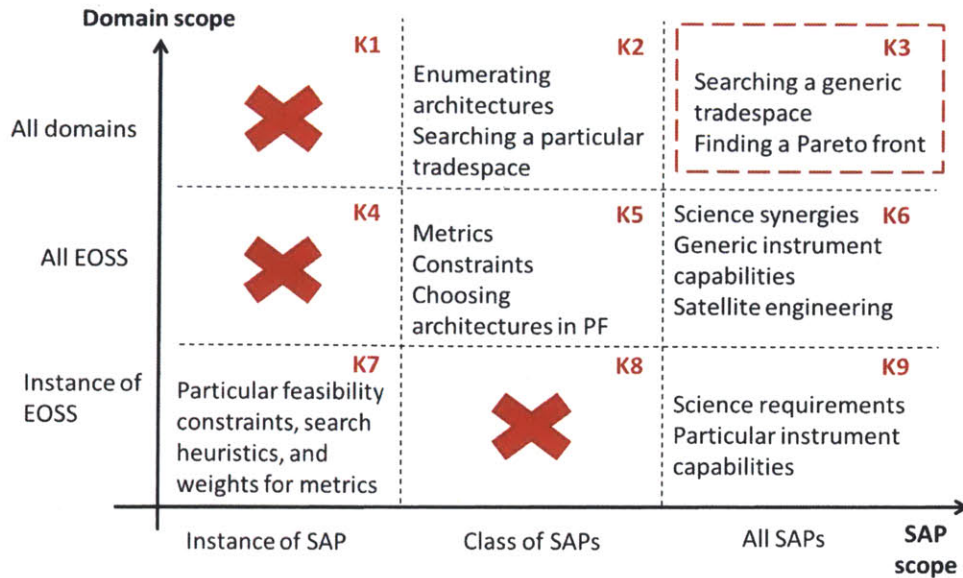 Domain scope
K1
K2
K3
All domains
Enumerating
architectures
Searching a particular
tradespace
Searching a generic
tradespace
Finding a Pareto front
K4
K5
K6
All EOSS
Metrics
Constraints
Choosing
architectures in PF
Science synergies
Generic instrument
capabilities
Satellite engineering
K7
K8
K9
Instance of
EOSS
Particular feasibility
constraints, search
heuristics, and
weights for metrics
Science requirements
Particular instrument
capabilities
Instance of SAP
Class of SAPs
All SAPs
SAP
scope